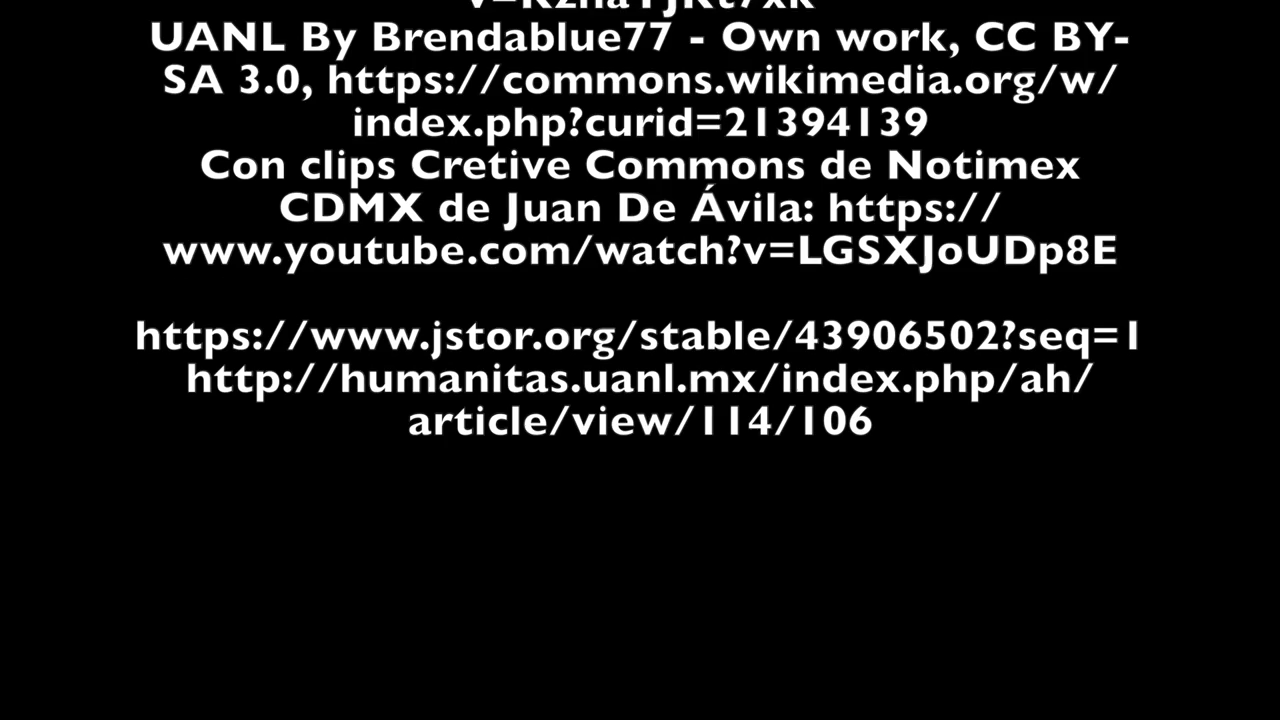 UANL By Brendablue77 - Own work, CC BY-
SA 3.0, https://commons.wikimedia.org/w/
index.php?curid=21394139
Con clips Cretive Commons de Notimex
CDMX de Juan De Ávila: https://
www.youtube.com/watch?v=LGSXJoUDp8E
https://www.jstor.org/stable/43906502?seq=1
http://humanitas.uanl.mx/index.php/ah/
article/view/114/106